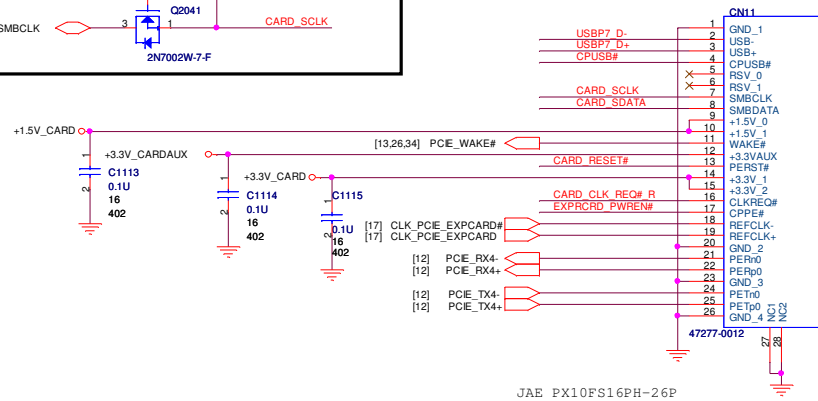 Q2041
SMBCLK
3
1
CARD_SCLK
2N7002W-7-F
CN11
1
GND_1
USBP7_D-
2
USB-
USBP7_D+
3
USB+
CPUSB#
4
CPUSB#
5
RSV_0
6
RSV_1
CARD_SCLK
7
SMBCLK
CARD_SDATA
8
SMBDATA
9
+1.5V_0
+1.5V_CARD
10
+1.5V_1
[13,26,34] PCIE_WAKE#
11
WAKE#
+3.3V_CARDAUX
12
+3.3VAUX
CARD_RESET#
13
PERST#
+3.3V_CARD
14
+3.3V_1
15
+3.3V_2
CARD_CLK_REQ#_R
16
CLKREQ#
EXPRCRD_PWREN#
17
CPPE#
[17] CLK_PCIE_EXPCARD#
18
REFCLK-
[17] CLK_PCIE_EXPCARD
19
REFCLK+
20
GND_2
[12] PCIE_RX4-
21
PERn0
[12] PCIE_RX4+
22
PERp0
23
GND_3
[12] PCIE_TX4-
24
PETn0
[12] PCIE_TX4+
25
PETp0
26
GND_4
NC1
NC2
27
28
47277-0012
1
2
C1113
0.1U
16
402
1
2
C1114
0.1U
16
402
1
2
C1115
0.1U
16
402
JAE PX10FS16PH-26P